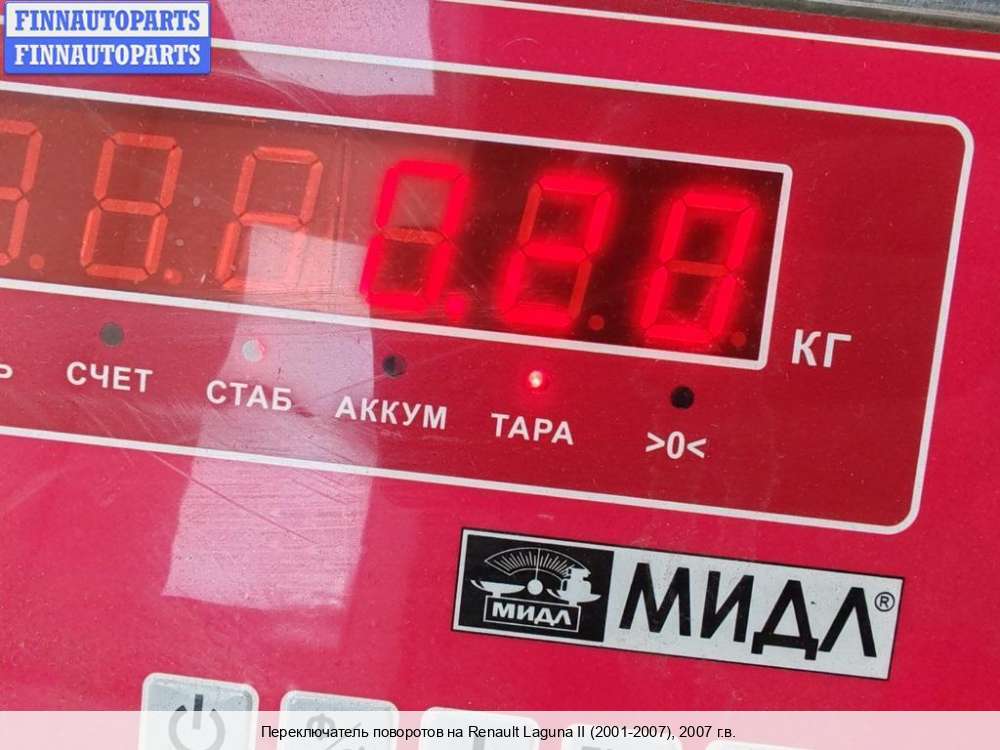 FINNAUTOPARTS
FINNAUTOPARTS
0.20
КГ
СЧЕТ
СТАБ
АККУМ
ТАРА
>0<
МИДЛ
МИДЛ®
Переключатель поворотов на Renault Laguna II (2001-2007), 2007 г.в.